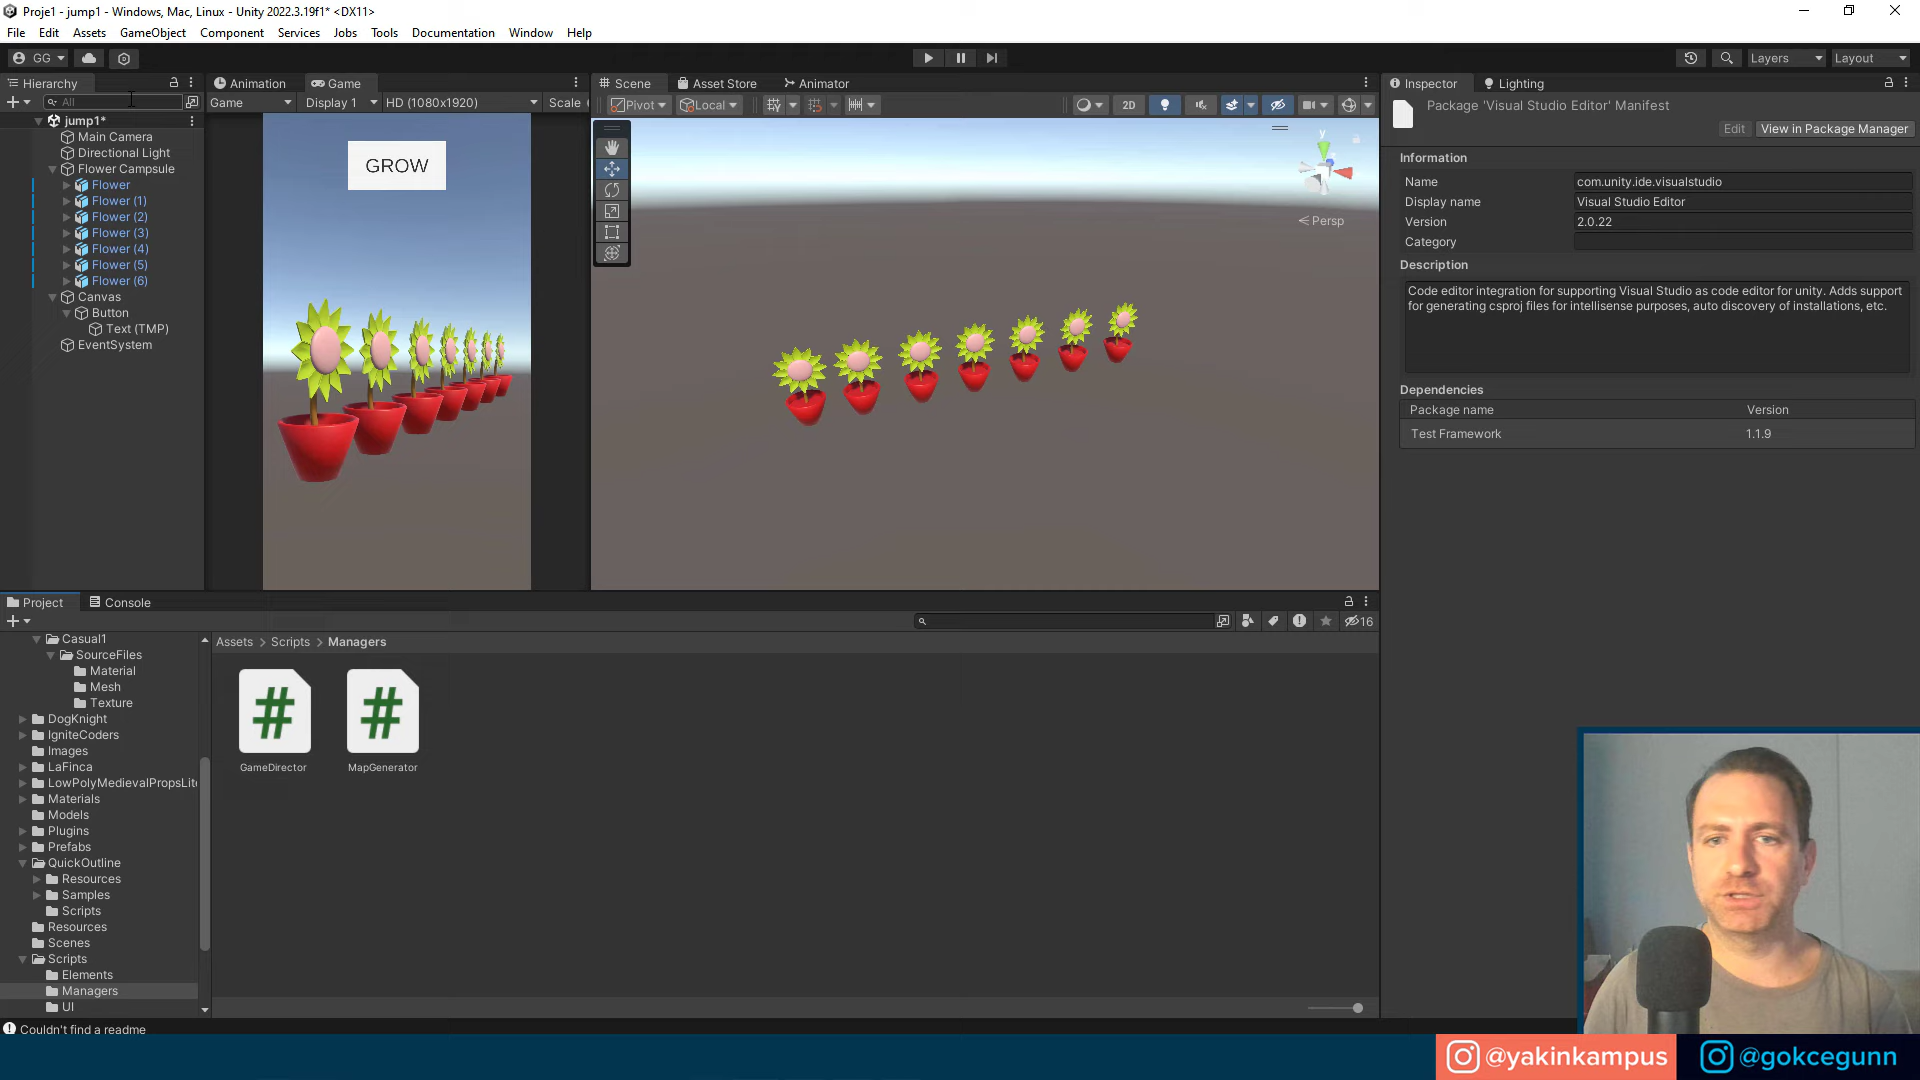 Proje1 - jump1 - Windows, Mac, Linux - Unity 2022.3.19f1* <DX11>
File Edit Assets GameObject Component Services Jobs Tools Documentation Window Help
GG Layers Layout
Hierarchy Animation Game Scene Asset Store Animator Inspector Lighting
All Game Display 1 HD (1080x1920) Scale Pivot Local 2D
Package 'Visual Studio Editor' Manifest
Edit View in Package Manager
jump1*
Main Camera
Directional Light
Flower Campsule
Flower
Flower (1)
Flower (2)
Flower (3)
Flower (4)
Flower (5)
Flower (6)
Canvas
Button
Text (TMP)
EventSystem
GROW
y
Persp
Information
Name com.unity.ide.visualstudio
Display name Visual Studio Editor
Version 2.0.22
Category
Description
Code editor integration for supporting Visual Studio as code editor for unity. Adds support
for generating csproj files for intellisense purposes, auto discovery of installations, etc.
Dependencies
Package name Version
Test Framework 1.1.9
Project Console
16
Casual1
SourceFiles
Material
Mesh
Texture
DogKnight
IgniteCoders
Images
LaFinca
LowPolyMedievalPropsLite
Materials
Models
Plugins
Prefabs
QuickOutline
Resources
Samples
Scripts
Resources
Scenes
Scripts
Elements
Managers
UI
Assets > Scripts > Managers
GameDirector MapGenerator
Couldn't find a readme
@yakinkampus @gokcegunn